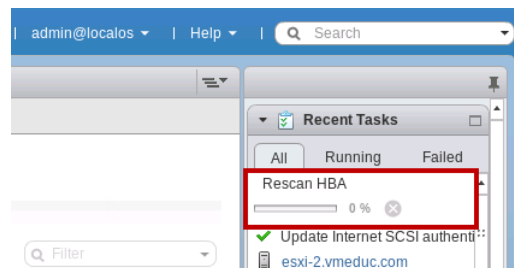 admin@localos
Help
Search
Recent Tasks
All
Running
Failed
Rescan HBA
0 %
Update Internet SCSI authenti
esxi-2.vmeduc.com
Filter